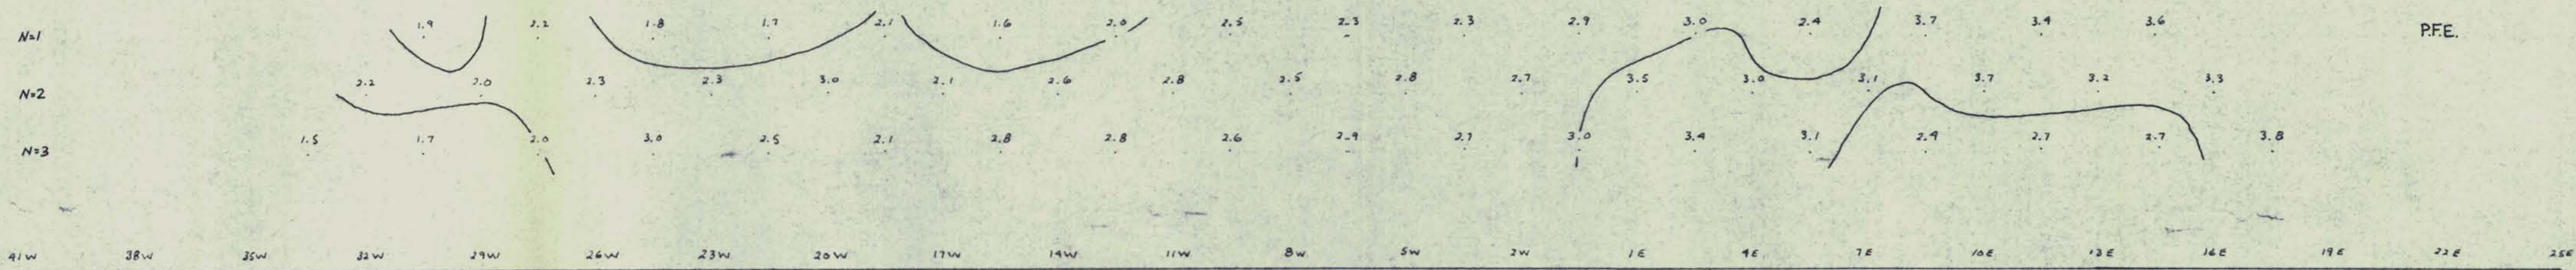 N=1 1.9 2.2 1.8 1.7 2.1 1.6 2.0 2.5 2.3 2.3 2.9 3.0 2.4 3.7 3.4 3.6 P.F.E.
N=2 2.2 2.0 2.3 2.3 3.0 2.1 2.6 2.8 2.5 2.8 2.7 3.5 3.0 3.1 3.7 3.2 3.3
N=3 1.5 1.7 2.0 3.0 2.5 2.1 2.8 2.8 2.6 2.9 2.7 3.0 3.4 3.1 2.9 2.7 2.7 3.8
41W 38W 35W 32W 29W 26W 23W 20W 17W 14W 11W 8W 5W 2W 1E 4E 7E 10E 13E 16E 19E 22E 25E